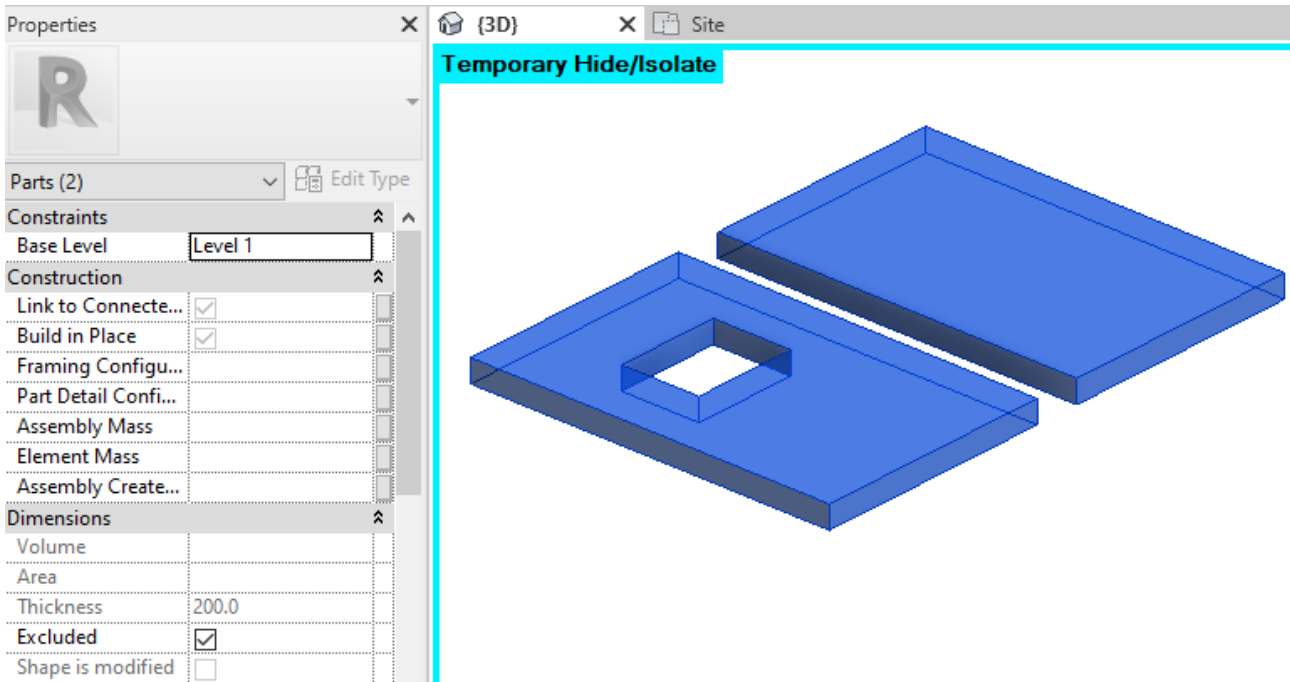 Properties
{3D}
Site
Temporary Hide/Isolate
R
Parts (2)
Edit Type
Constraints
Base Level Level 1
Construction
Link to Connecte...
Build in Place
Framing Configu...
Part Detail Confi...
Assembly Mass
Element Mass
Assembly Create...
Dimensions
Volume
Area
Thickness 200.0
Excluded
Shape is modified